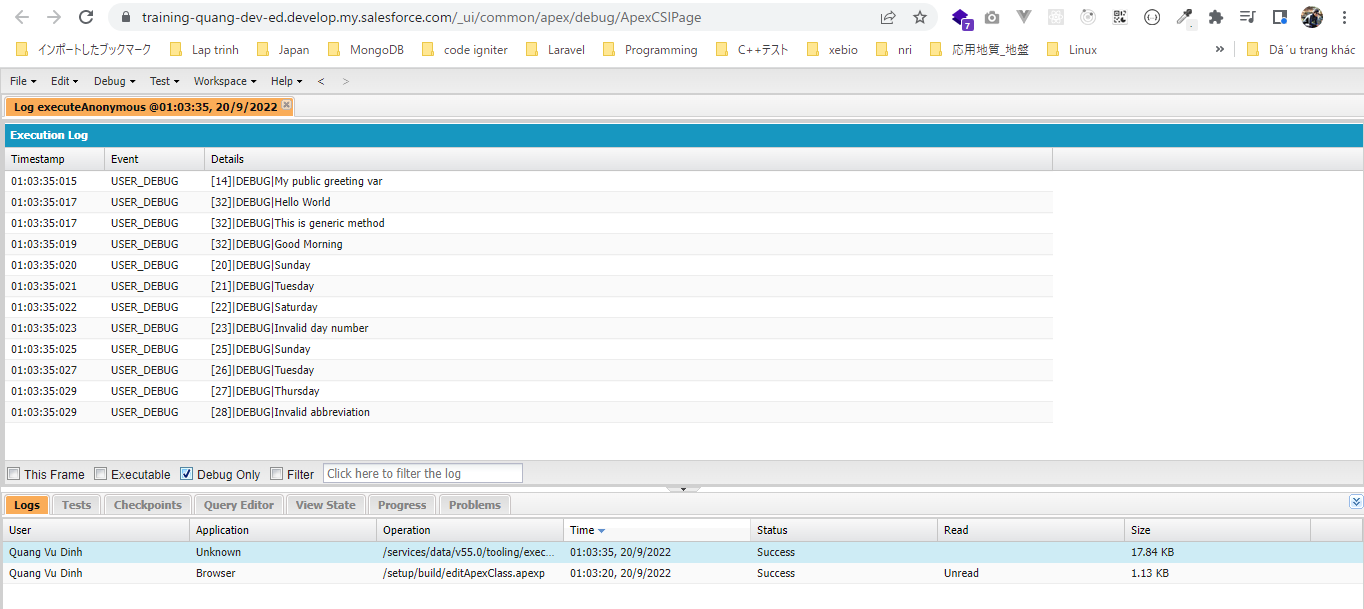 training-quang-dev-ed.develop.my.salesforce.com/_ui/common/apex/debug/ApexCSIPage
7
インポートしたブックマーク Lap trinh Japan MongoDB code igniter Laravel Programming C++テスト xebio nri 応用地質_地盤 Linux » Dấu trang khác
File Edit Debug Test Workspace Help < >
Log executeAnonymous @01:03:35, 20/9/2022
Execution Log
Timestamp Event Details
01:03:35:015 USER_DEBUG [14]|DEBUG|My public greeting var
01:03:35:017 USER_DEBUG [32]|DEBUG|Hello World
01:03:35:017 USER_DEBUG [32]|DEBUG|This is generic method
01:03:35:019 USER_DEBUG [32]|DEBUG|Good Morning
01:03:35:020 USER_DEBUG [20]|DEBUG|Sunday
01:03:35:021 USER_DEBUG [21]|DEBUG|Tuesday
01:03:35:022 USER_DEBUG [22]|DEBUG|Saturday
01:03:35:023 USER_DEBUG [23]|DEBUG|Invalid day number
01:03:35:025 USER_DEBUG [25]|DEBUG|Sunday
01:03:35:027 USER_DEBUG [26]|DEBUG|Tuesday
01:03:35:029 USER_DEBUG [27]|DEBUG|Thursday
01:03:35:029 USER_DEBUG [28]|DEBUG|Invalid abbreviation
This Frame Executable Debug Only Filter Click here to filter the log
Logs Tests Checkpoints Query Editor View State Progress Problems
User Application Operation Time Status Read Size
Quang Vu Dinh Unknown /services/data/v55.0/tooling/exec... 01:03:35, 20/9/2022 Success 17.84 KB
Quang Vu Dinh Browser /setup/build/editApexClass.apexp 01:03:20, 20/9/2022 Success Unread 1.13 KB